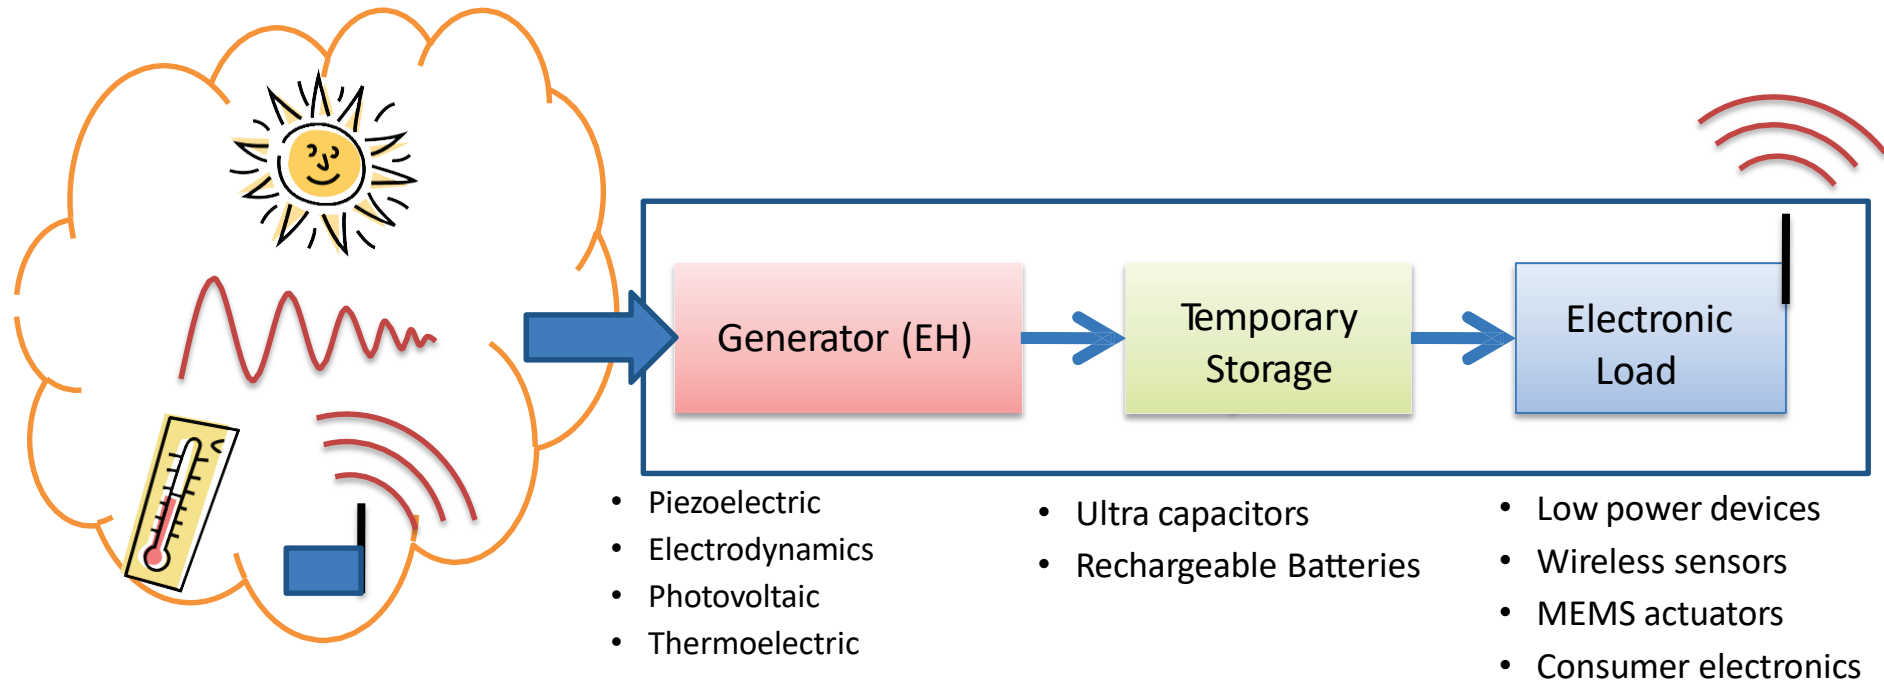 Generator (EH)
Temporary
Storage
Electronic
Load
• Piezoelectric
• Electrodynamics
• Photovoltaic
• Thermoelectric
• Ultra capacitors
• Rechargeable Batteries
• Low power devices
• Wireless sensors
• MEMS actuators
• Consumer electronics